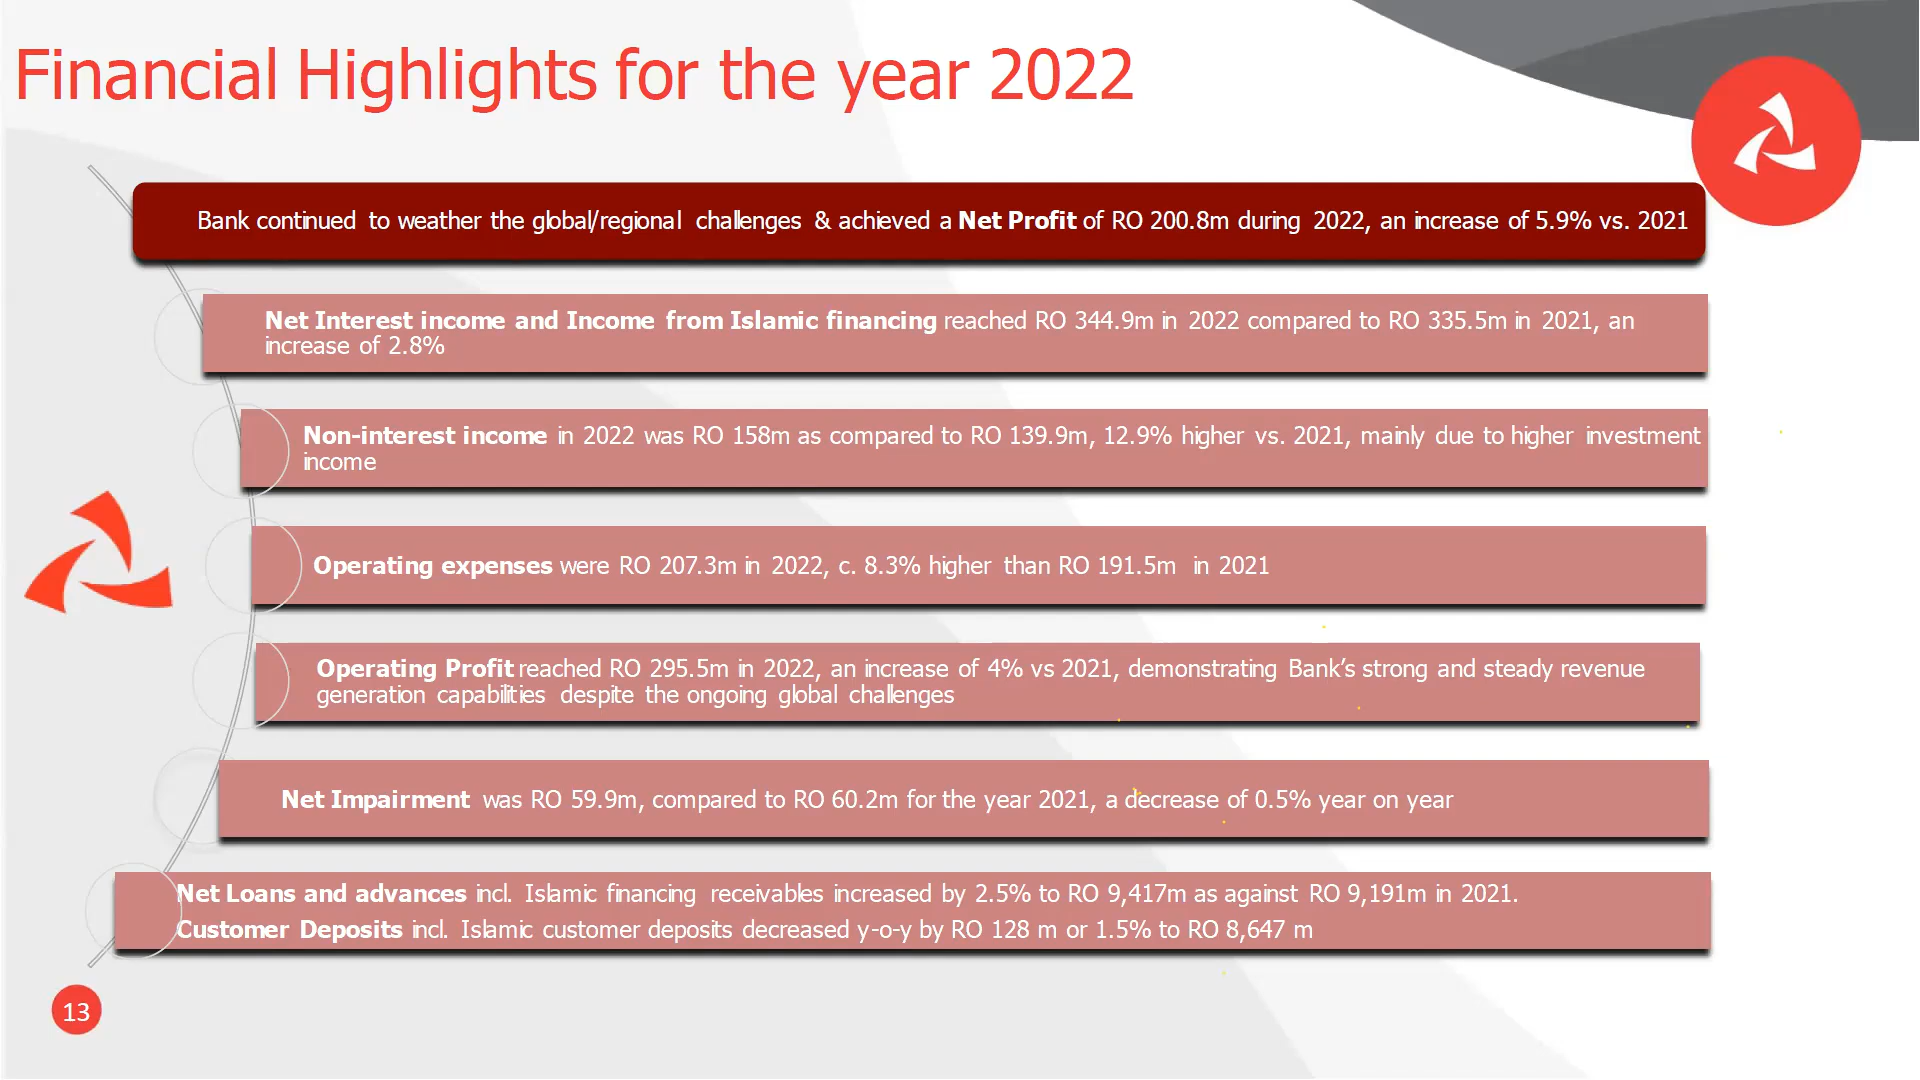 Financial Highlights for the year 2022
Bank continued to weather the global/regional challenges & achieved a Net Profit of RO 200.8m during 2022, an increase of 5.9% vs. 2021
Net Interest income and Income from Islamic financing reached RO 344.9m in 2022 compared to RO 335.5m in 2021, an
increase of 2.8%
Non-interest income in 2022 was RO 158m as compared to RO 139.9m, 12.9% higher vs. 2021, mainly due to higher investment
income
Operating expenses were RO 207.3m in 2022, c. 8.3% higher than RO 191.5m in 2021
Operating Profit reached RO 295.5m in 2022, an increase of 4% vs 2021, demonstrating Bank’s strong and steady revenue
generation capabilities despite the ongoing global challenges
Net Impairment was RO 59.9m, compared to RO 60.2m for the year 2021, a decrease of 0.5% year on year
Net Loans and advances incl. Islamic financing receivables increased by 2.5% to RO 9,417m as against RO 9,191m in 2021.
Customer Deposits incl. Islamic customer deposits decreased y-o-y by RO 128 m or 1.5% to RO 8,647 m
13